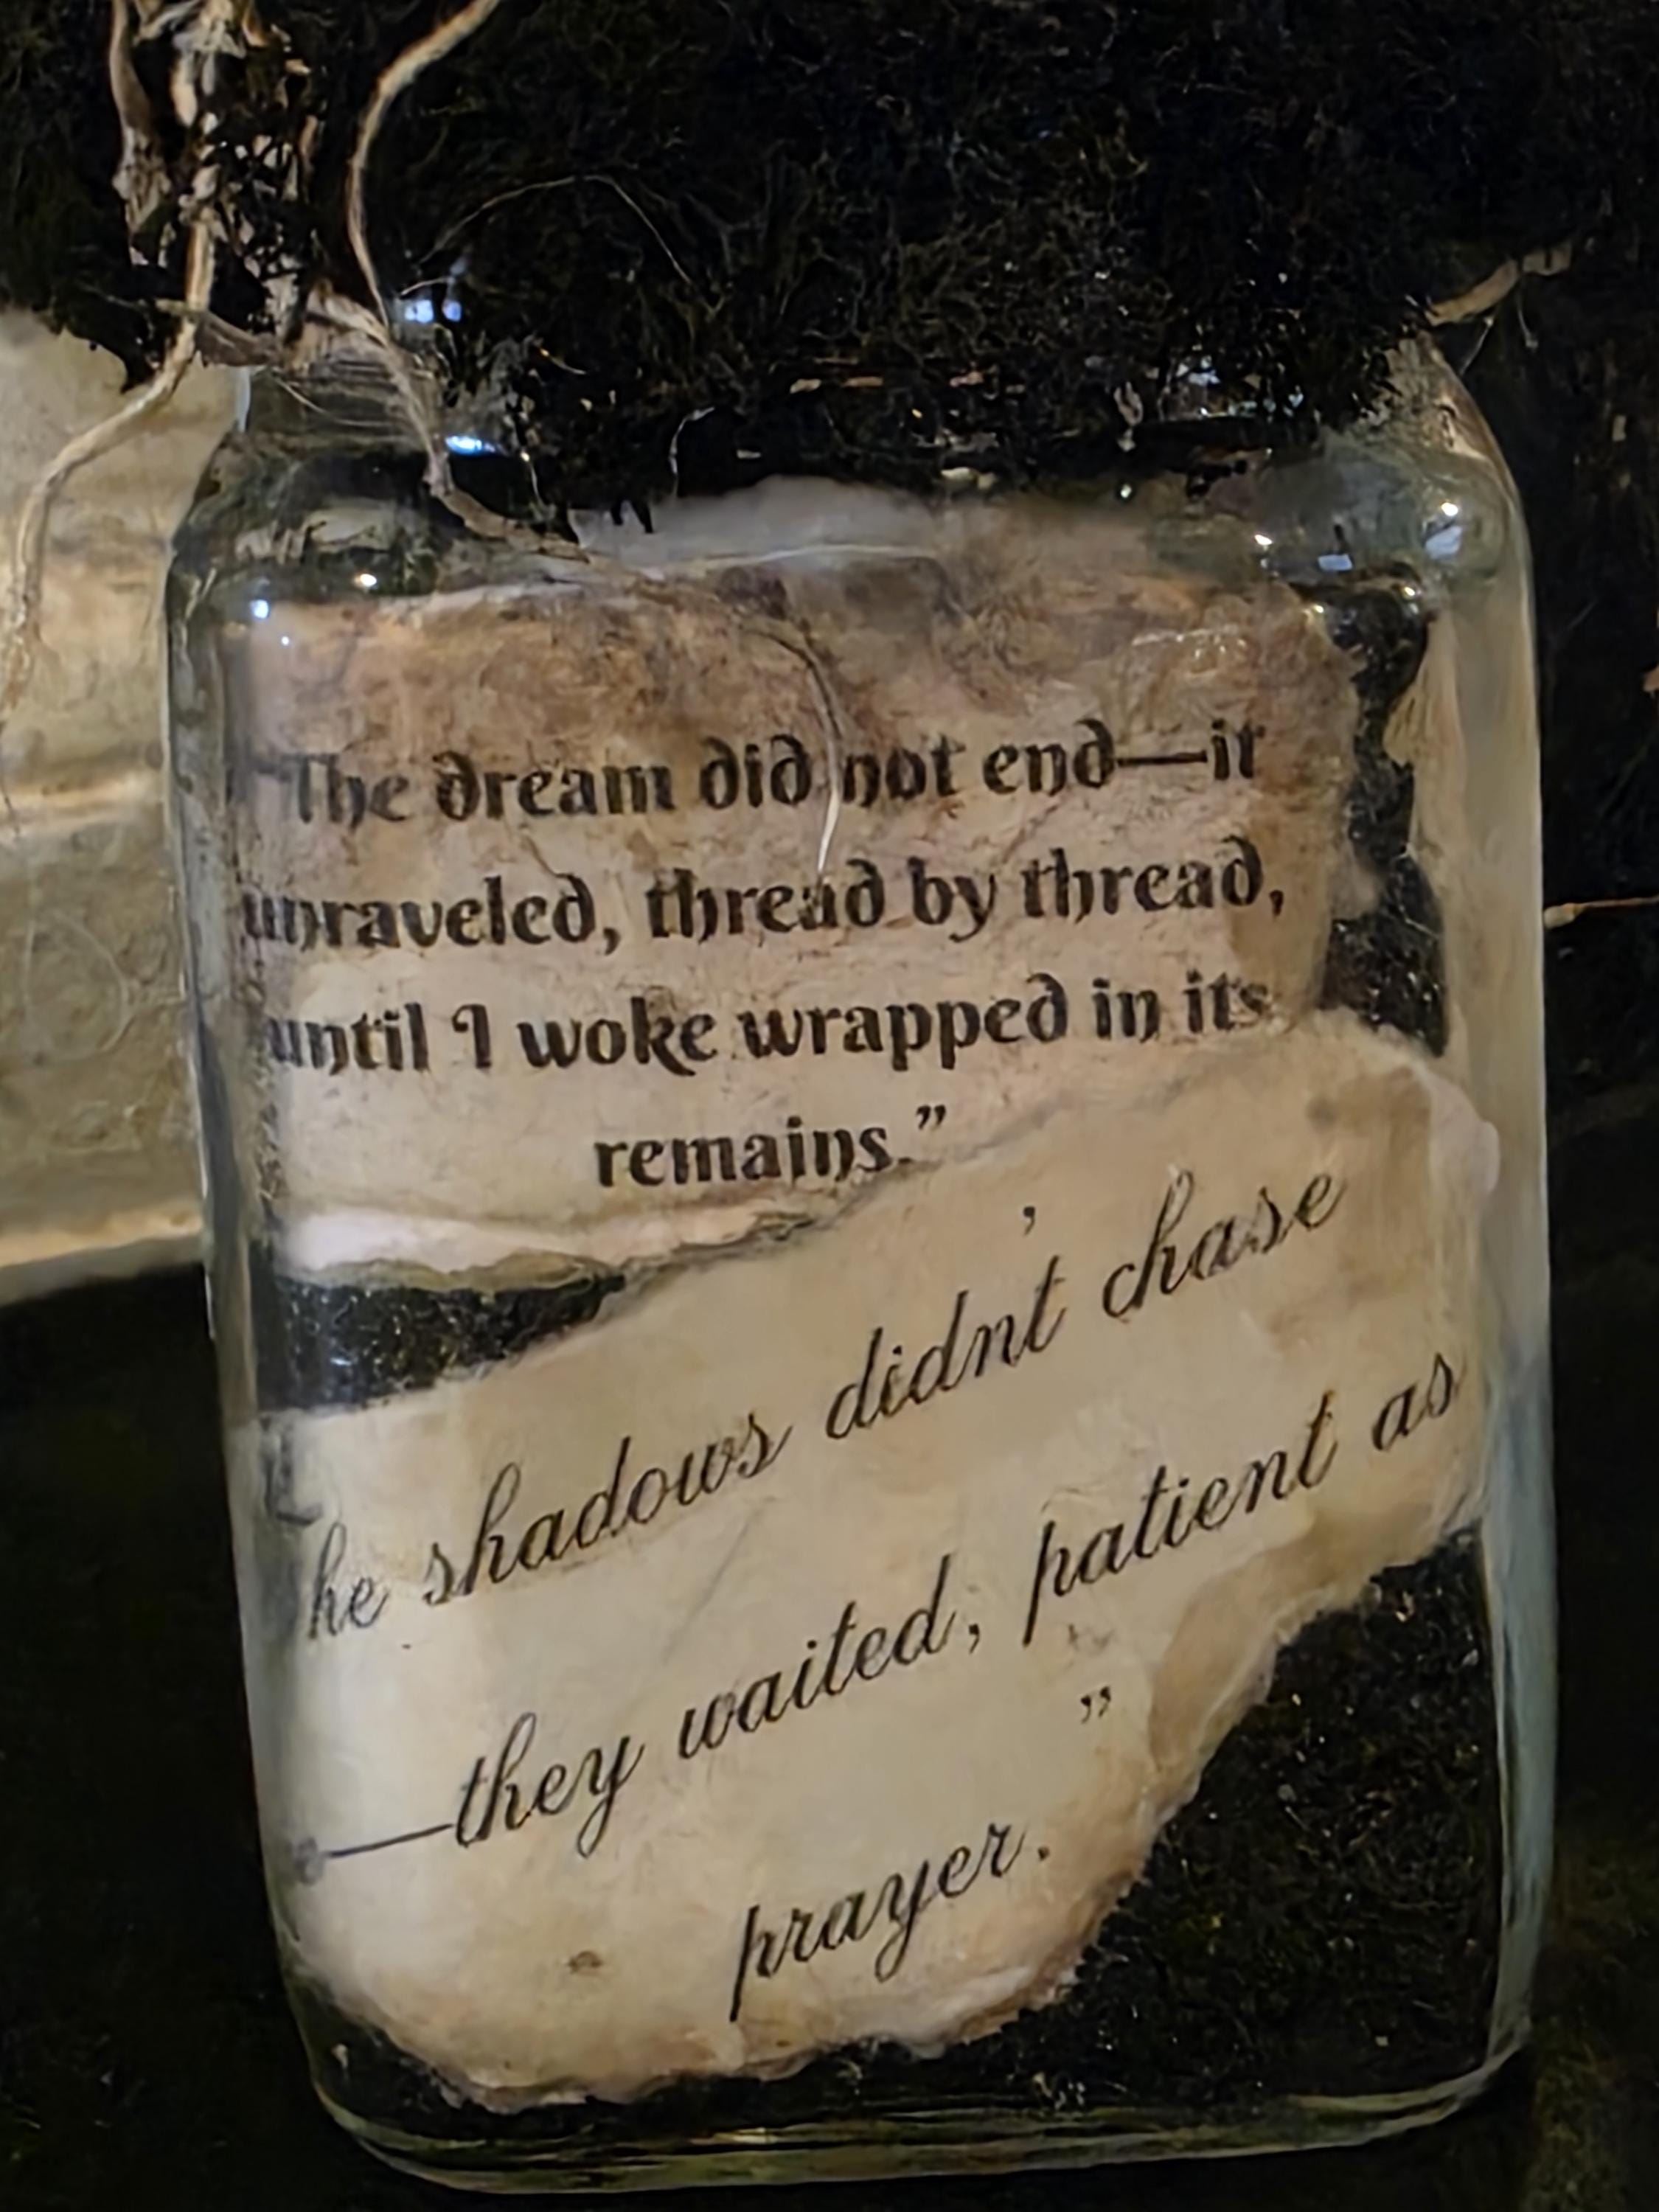 "The dream did not end—it
unraveled, thread by thread,
until I woke wrapped in its
remains.”
he shadows didn't chase
—they waited, patient as
prayer.”